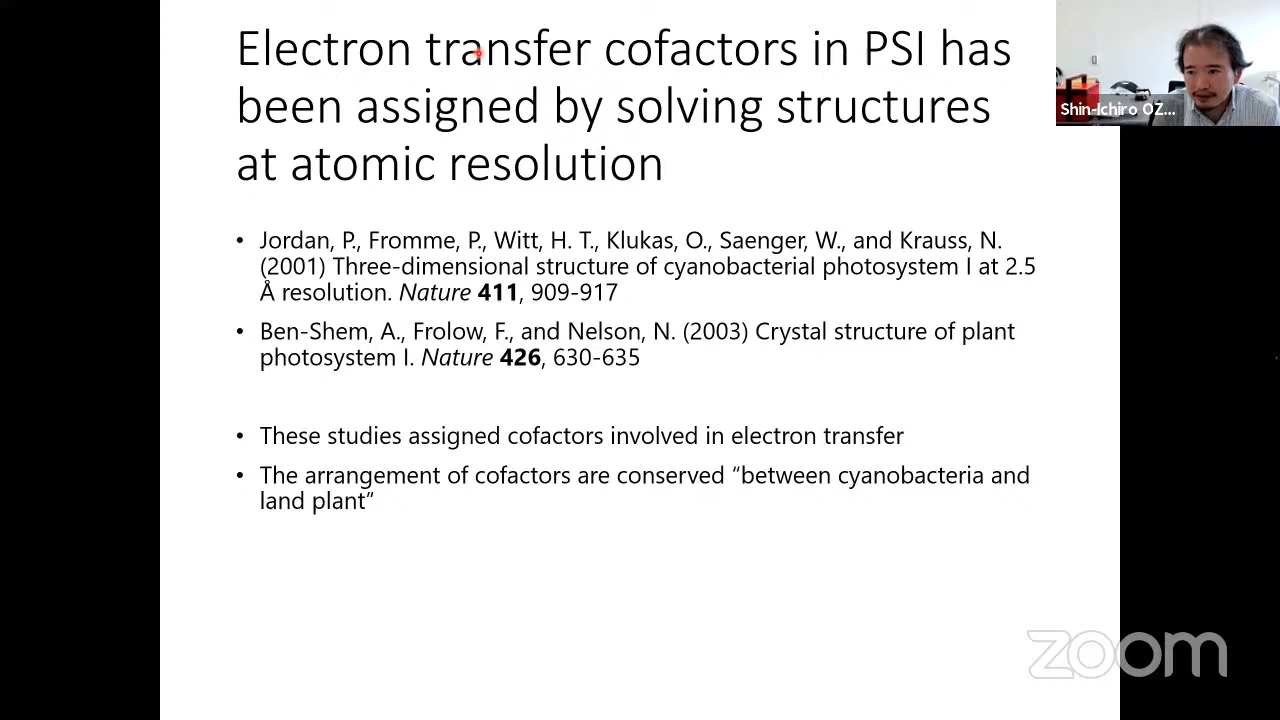 Electron transfer cofactors in PSI has
been assigned by solving structures
at atomic resolution
Shin-Ichiro OZ...
• Jordan, P., Fromme, P., Witt, H. T., Klukas, O., Saenger, W., and Krauss, N.
(2001) Three-dimensional structure of cyanobacterial photosystem I at 2.5
Å resolution. Nature 411, 909-917
• Ben-Shem, A., Frolow, F., and Nelson, N. (2003) Crystal structure of plant
photosystem I. Nature 426, 630-635
• These studies assigned cofactors involved in electron transfer
• The arrangement of cofactors are conserved “between cyanobacteria and
land plant”
zoom